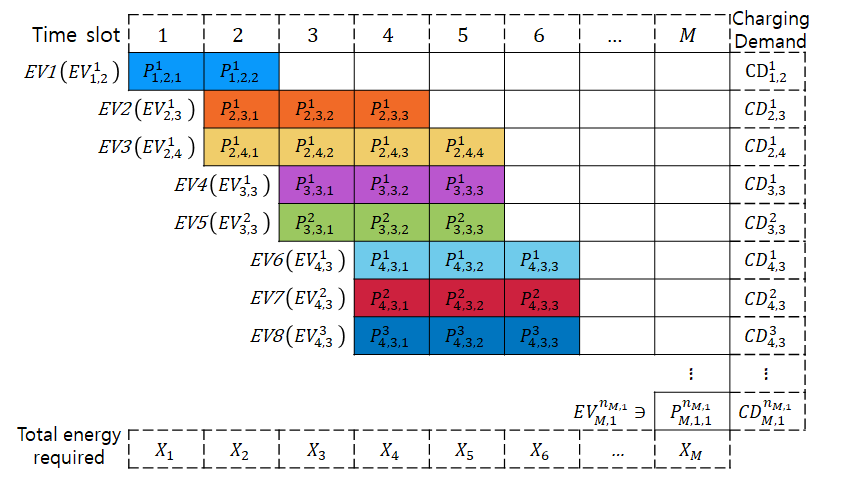 Time slot 1 2 3 4 5 6 ... M Charging Demand
EV1(EV^1_{1,2}) P^1_{1,2,1} P^1_{1,2,2} CD^1_{1,2}
EV2(EV^1_{2,3}) P^1_{2,3,1} P^1_{2,3,2} P^1_{2,3,3} CD^1_{2,3}
EV3(EV^1_{2,4}) P^1_{2,4,1} P^1_{2,4,2} P^1_{2,4,3} P^1_{2,4,4} CD^1_{2,4}
EV4(EV^1_{3,3}) P^1_{3,3,1} P^1_{3,3,2} P^1_{3,3,3} CD^1_{3,3}
EV5(EV^2_{3,3}) P^2_{3,3,1} P^2_{3,3,2} P^2_{3,3,3} CD^2_{3,3}
EV6(EV^1_{4,3}) P^1_{4,3,1} P^1_{4,3,2} P^1_{4,3,3} CD^1_{4,3}
EV7(EV^2_{4,3}) P^2_{4,3,1} P^2_{4,3,2} P^2_{4,3,3} CD^2_{4,3}
EV8(EV^3_{4,3}) P^3_{4,3,1} P^3_{4,3,2} P^3_{4,3,3} CD^3_{4,3}
⋮ ⋮
EV^{n_{M,1}}_{M,1} ∋ P^{n_{M,1}}_{M,1,1} CD^{n_{M,1}}_{M,1}
Total energy required X_1 X_2 X_3 X_4 X_5 X_6 ... X_M